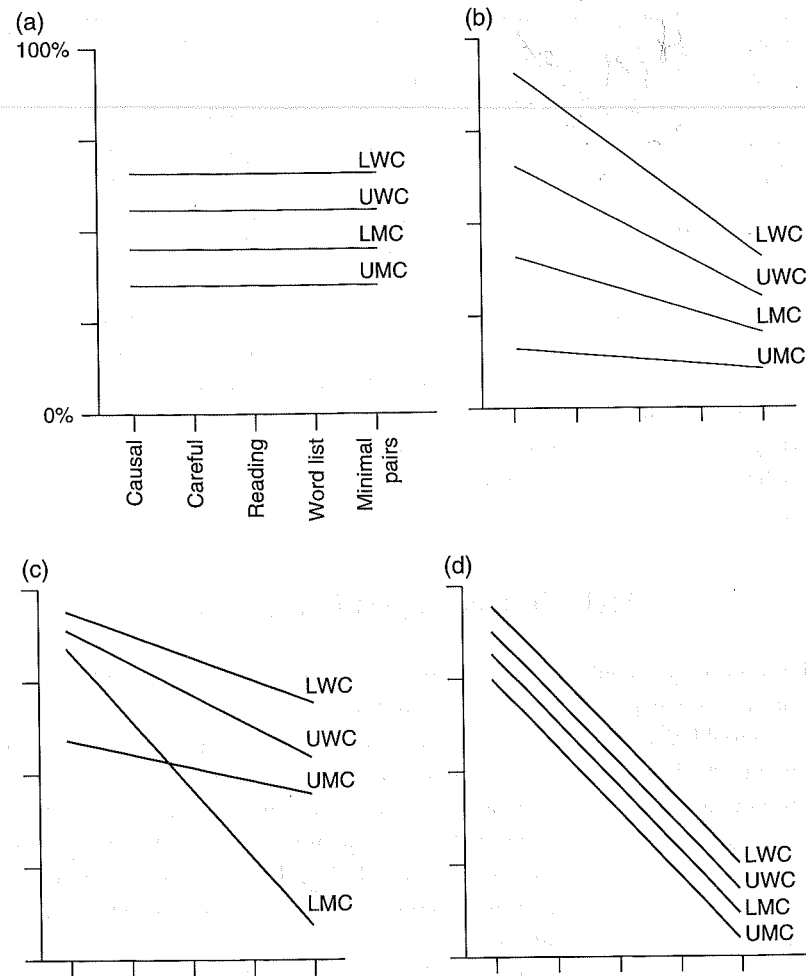 (a)
100%
LWC
UWC
LMC
UMC
0%
Causal
Careful
Reading
Word list
Minimal
pairs
(b)
LWC
UWC
LMC
UMC
(c)
LWC
UWC
UMC
LMC
(d)
LWC
UWC
LMC
UMC